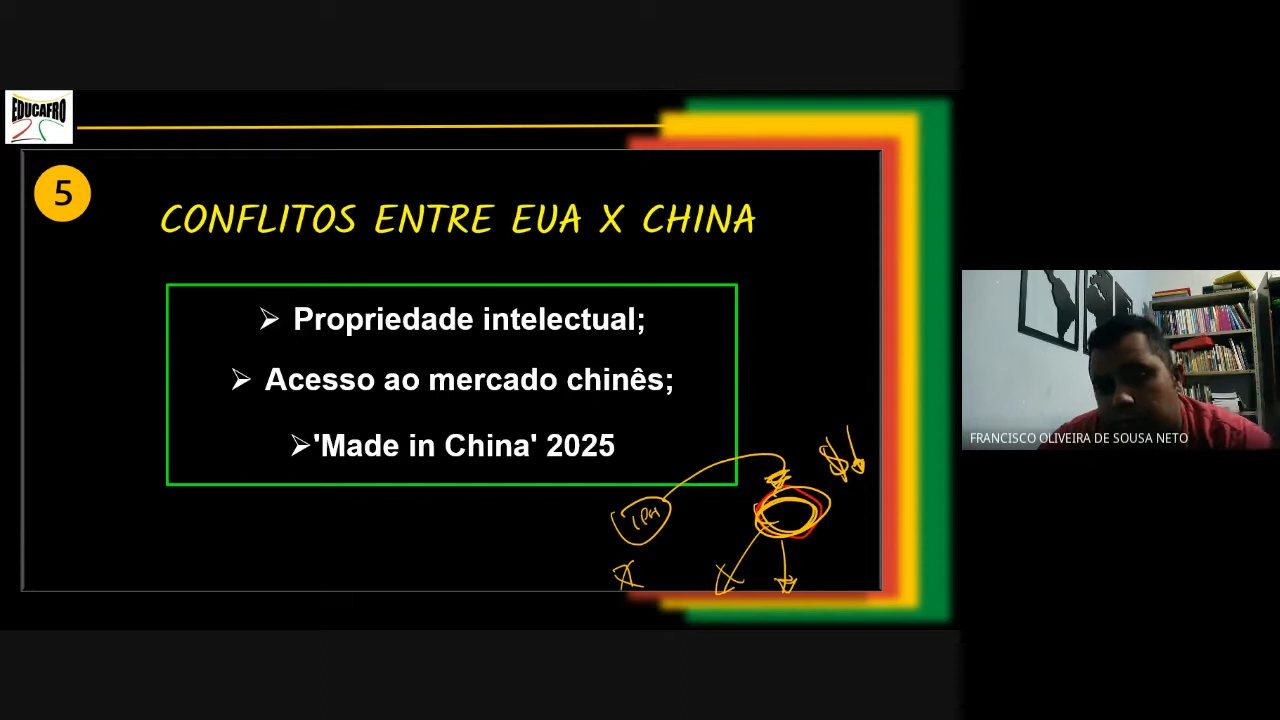 EDUCAFRO
5
CONFLITOS ENTRE EUA X CHINA
➢ Propriedade intelectual;
➢ Acesso ao mercado chinês;
➢'Made in China' 2025
$
FRANCISCO OLIVEIRA DE SOUSA NETO